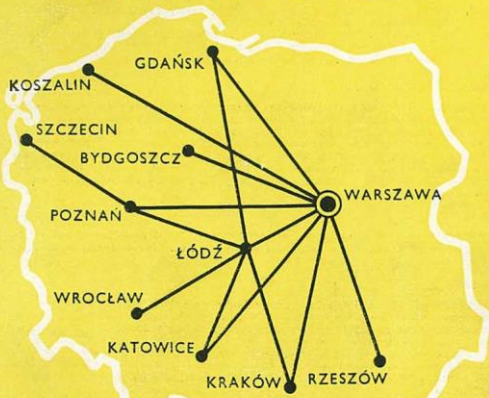 GDAŃSK
KOSZALIN
SZCZECIN
BYDGOSZCZ
WARSZAWA
POZNAŃ
ŁÓDŹ
WROCŁAW
KATOWICE
KRAKÓW
RZESZÓW